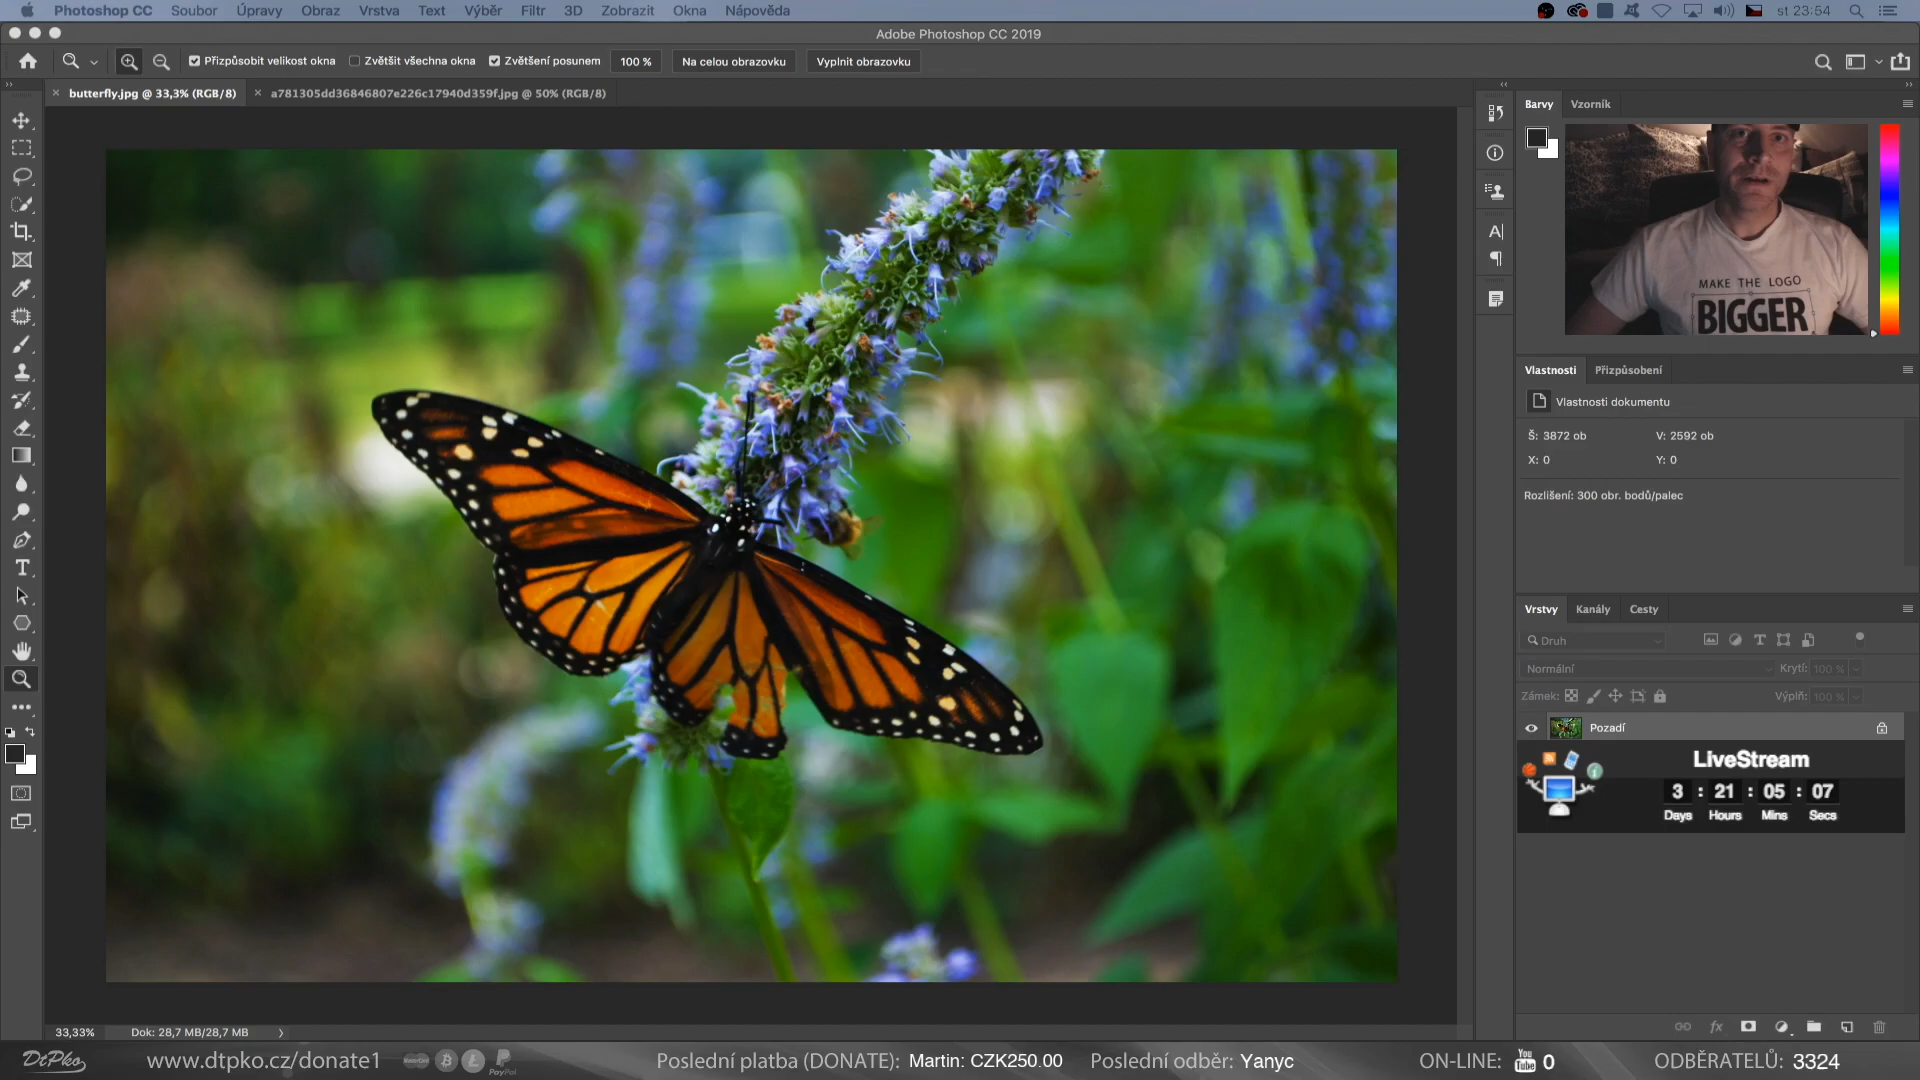 Photoshop CC Soubor Úpravy Obraz Vrstva Text Výběr Filtr 3D Zobrazit Okna Nápověda st 23:54
Adobe Photoshop CC 2019
Přizpůsobit velikost okna Zvětšit všechna okna Zvětšení posunem 100 % Na celou obrazovku Vyplnit obrazovku
butterfly.jpg @ 33,3% (RGB/8) a781305dd36846807e226c17940d359f.jpg @ 50% (RGB/8)
Barvy Vzorník
MAKE THE LOGO
BIGGER
Vlastnosti Přizpůsobení
Vlastnosti dokumentu
Š: 3872 ob V: 2592 ob
X: 0 Y: 0
Rozlišení: 300 obr. bodů/palec
Vrstvy Kanály Cesty
Druh
Normální Krytí: 100 %
Zámek: Výplň: 100 %
Pozadí
LiveStream
3 : 21 : 05 : 07
Days Hours Mins Secs
33,33% Dok: 28,7 MB/28,7 MB
DtPko www.dtpko.cz/donate1 PayPal Poslední platba (DONATE): Martin: CZK250.00 Poslední odběr: Yanyc ON-LINE: You Tube 0 ODBĚRATELŮ: 3324